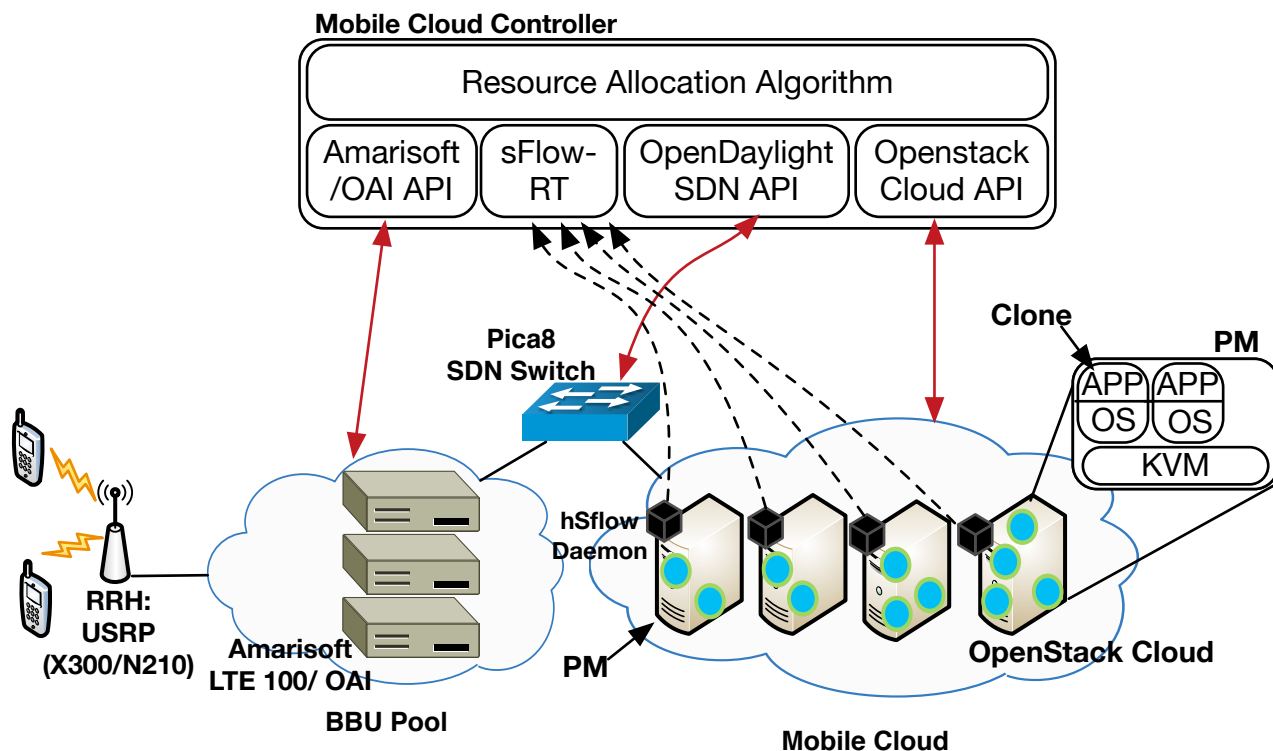 Mobile Cloud Controller
Resource Allocation Algorithm
Amarisoft
/OAI API
sFlow-
RT
OpenDaylight
SDN API
Openstack
Cloud API
Pica8
SDN Switch
Clone
PM
APP
APP
OS
OS
KVM
hSflow
Daemon
RRH:
USRP
(X300/N210)
Amarisoft
LTE 100/ OAI
BBU Pool
PM
OpenStack Cloud
Mobile Cloud